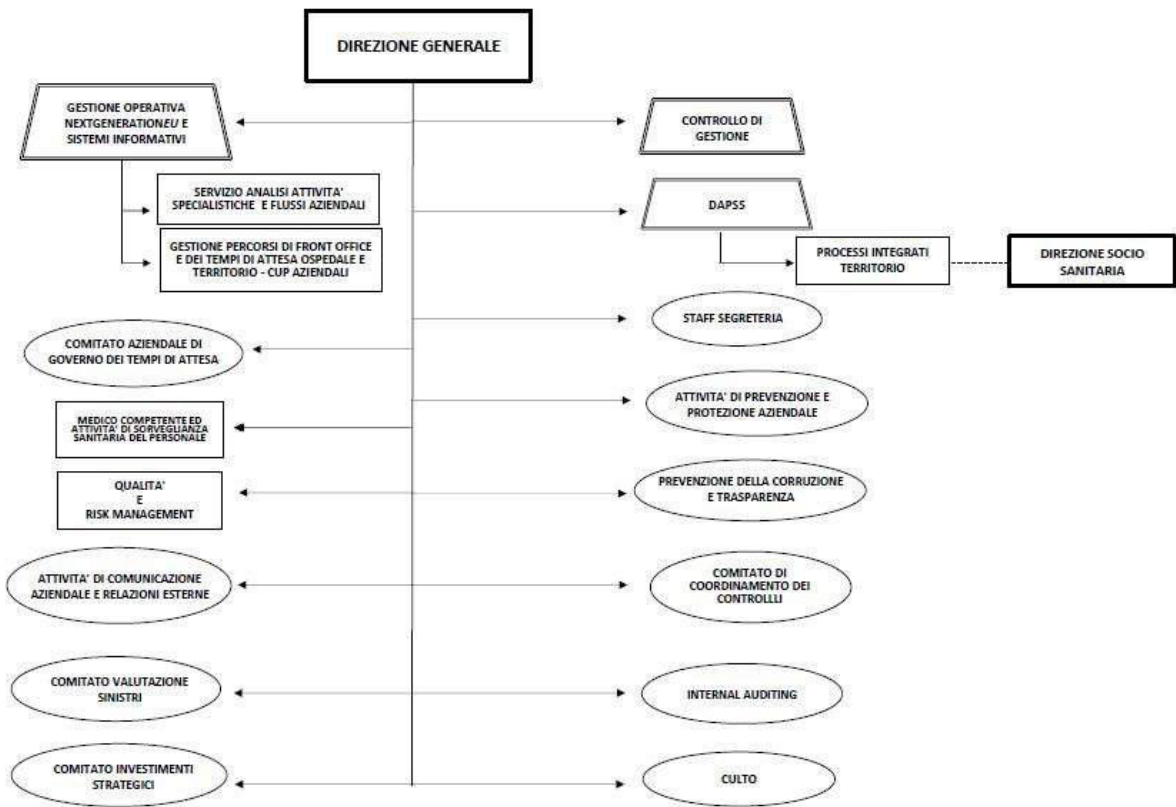 DIREZIONE GENERALE
GESTIONE OPERATIVA
NEXTGENERATIONEU E
SISTEMI INFORMATIVI
CONTROLLO DI
GESTIONE
SERVIZIO ANALISI ATTIVITA'
SPECIALISTICHE E FLUSSI AZIENDALI
DAPSS
GESTIONE PERCORSI DI FRONT OFFICE
E DEI TEMPI DI ATTESA OSPEDALE E
TERRITORIO - CUP AZIENDALI
PROCESSI INTEGRATI
TERRITORIO
DIREZIONE SOCIO
SANITARIA
STAFF SEGRETERIA
COMITATO AZIENDALE DI
GOVERNO DEI TEMPI DI ATTESA
ATTIVITA' DI PREVENZIONE E
PROTEZIONE AZIENDALE
MEDICO COMPETENTE ED
ATTIVITA' DI SORVEGLIANZA
SANITARIA DEL PERSONALE
QUALITA'
E
RISK MANAGEMENT
PREVENZIONE DELLA CORRUZIONE
E TRASPARENZA
ATTIVITA' DI COMUNICAZIONE
AZIENDALE E RELAZIONI ESTERNE
COMITATO DI
COORDINAMENTO DEI
CONTROLLLI
COMITATO VALUTAZIONE
SINISTRI
INTERNAL AUDITING
COMITATO INVESTIMENTI
STRATEGICI
CULTO